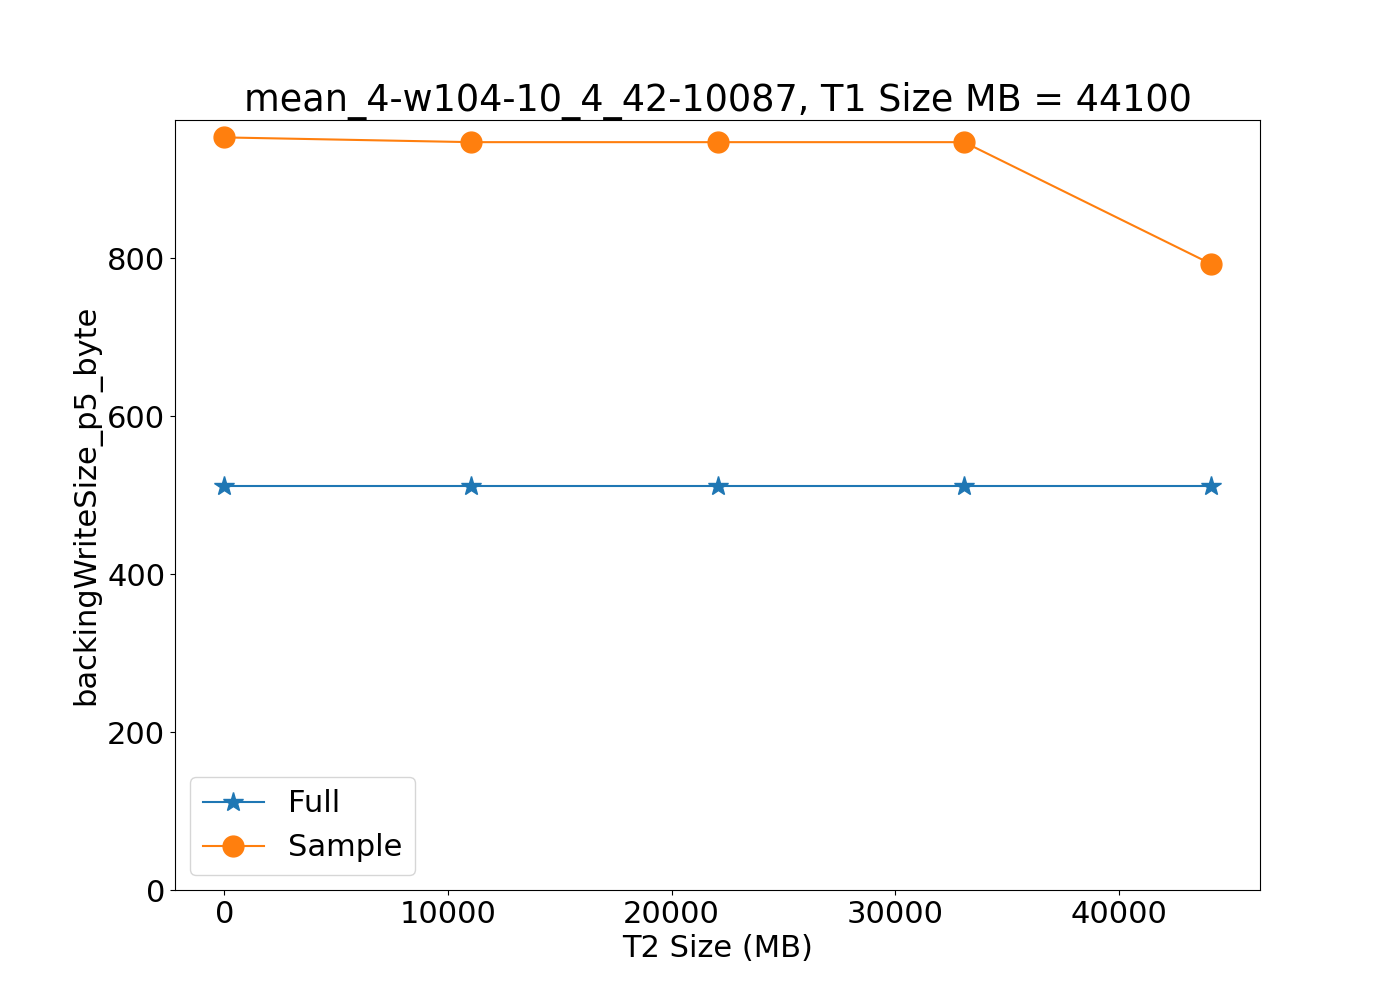 mean_4-w104-10_4_42-10087, T1 Size MB = 44100
backingWriteSize_p5_byte
800
600
400
200
0
Full
Sample
0 10000 20000 30000 40000
T2 Size (MB)